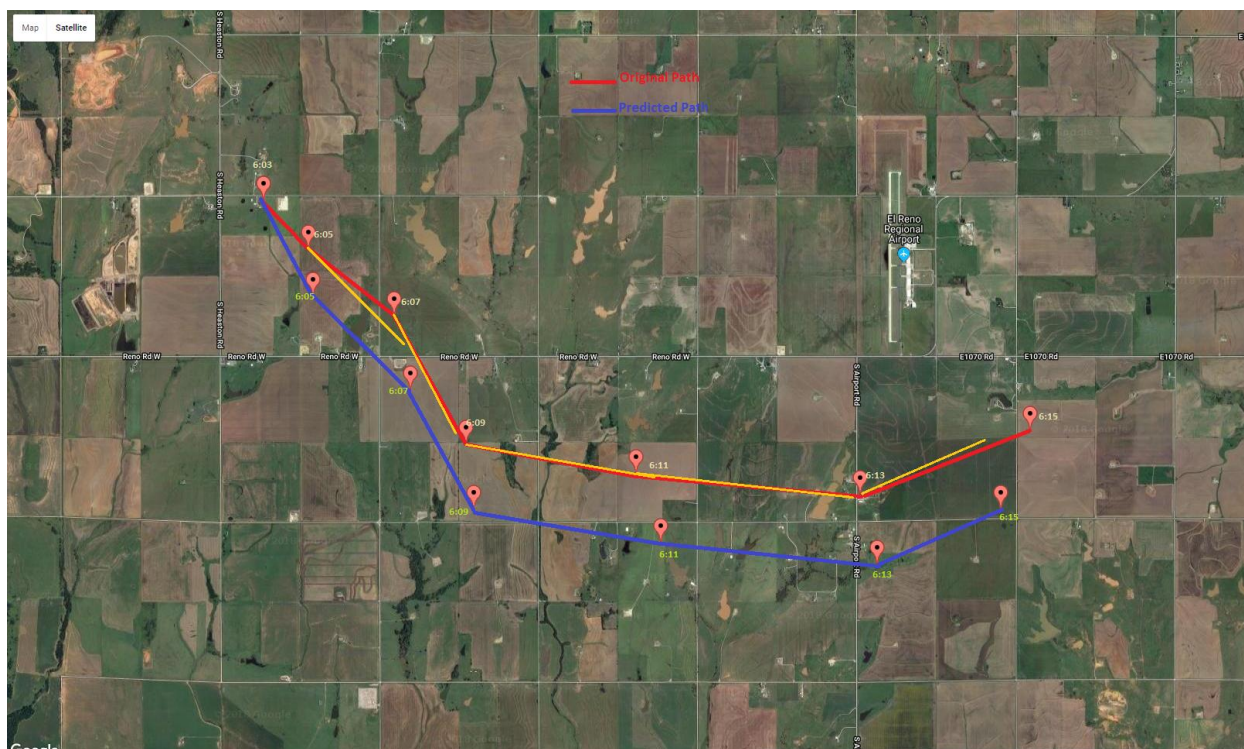 Map Satellite
S Heaston Rd
Original Path
Predicted Path
6:03
S Heaston Rd
6:05
El Reno
Regional
Airport
6:05
S Heaston Rd
6:07
Reno Rd W
Reno Rd W
Reno Rd W
Reno Rd W
Reno Rd W
Reno Rd W
E1070 Rd
E1070 Rd
E1070 Rd
6:07
S Airport Rd
6:09
6:15
6:11
6:13
6:09
6:15
6:11
S Airport Rd
6:13
Google